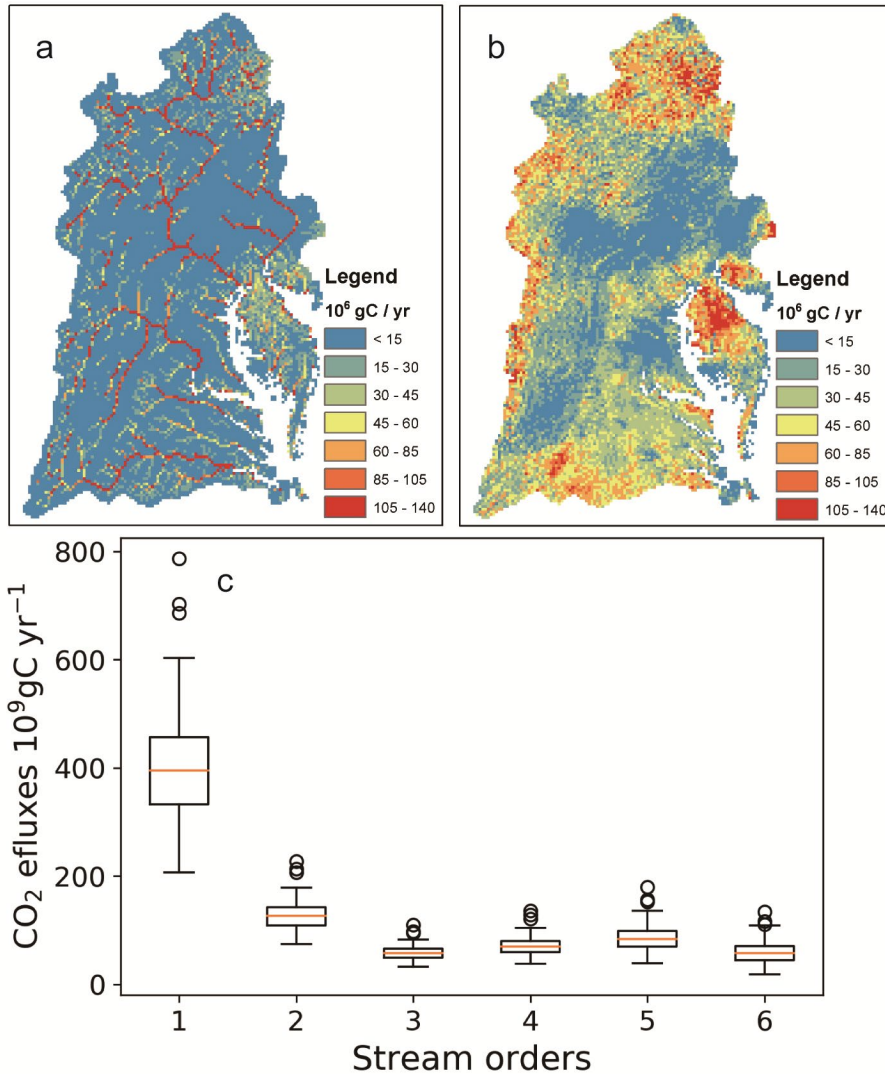 a
Legend
10⁶ gC / yr
< 15
15 - 30
30 - 45
45 - 60
60 - 85
85 - 105
105 - 140
b
Legend
10⁶ gC / yr
< 15
15 - 30
30 - 45
45 - 60
60 - 85
85 - 105
105 - 140
c
CO₂ efluxes 10⁹gC yr⁻¹
800
600
400
200
0
1 2 3 4 5 6
Stream orders